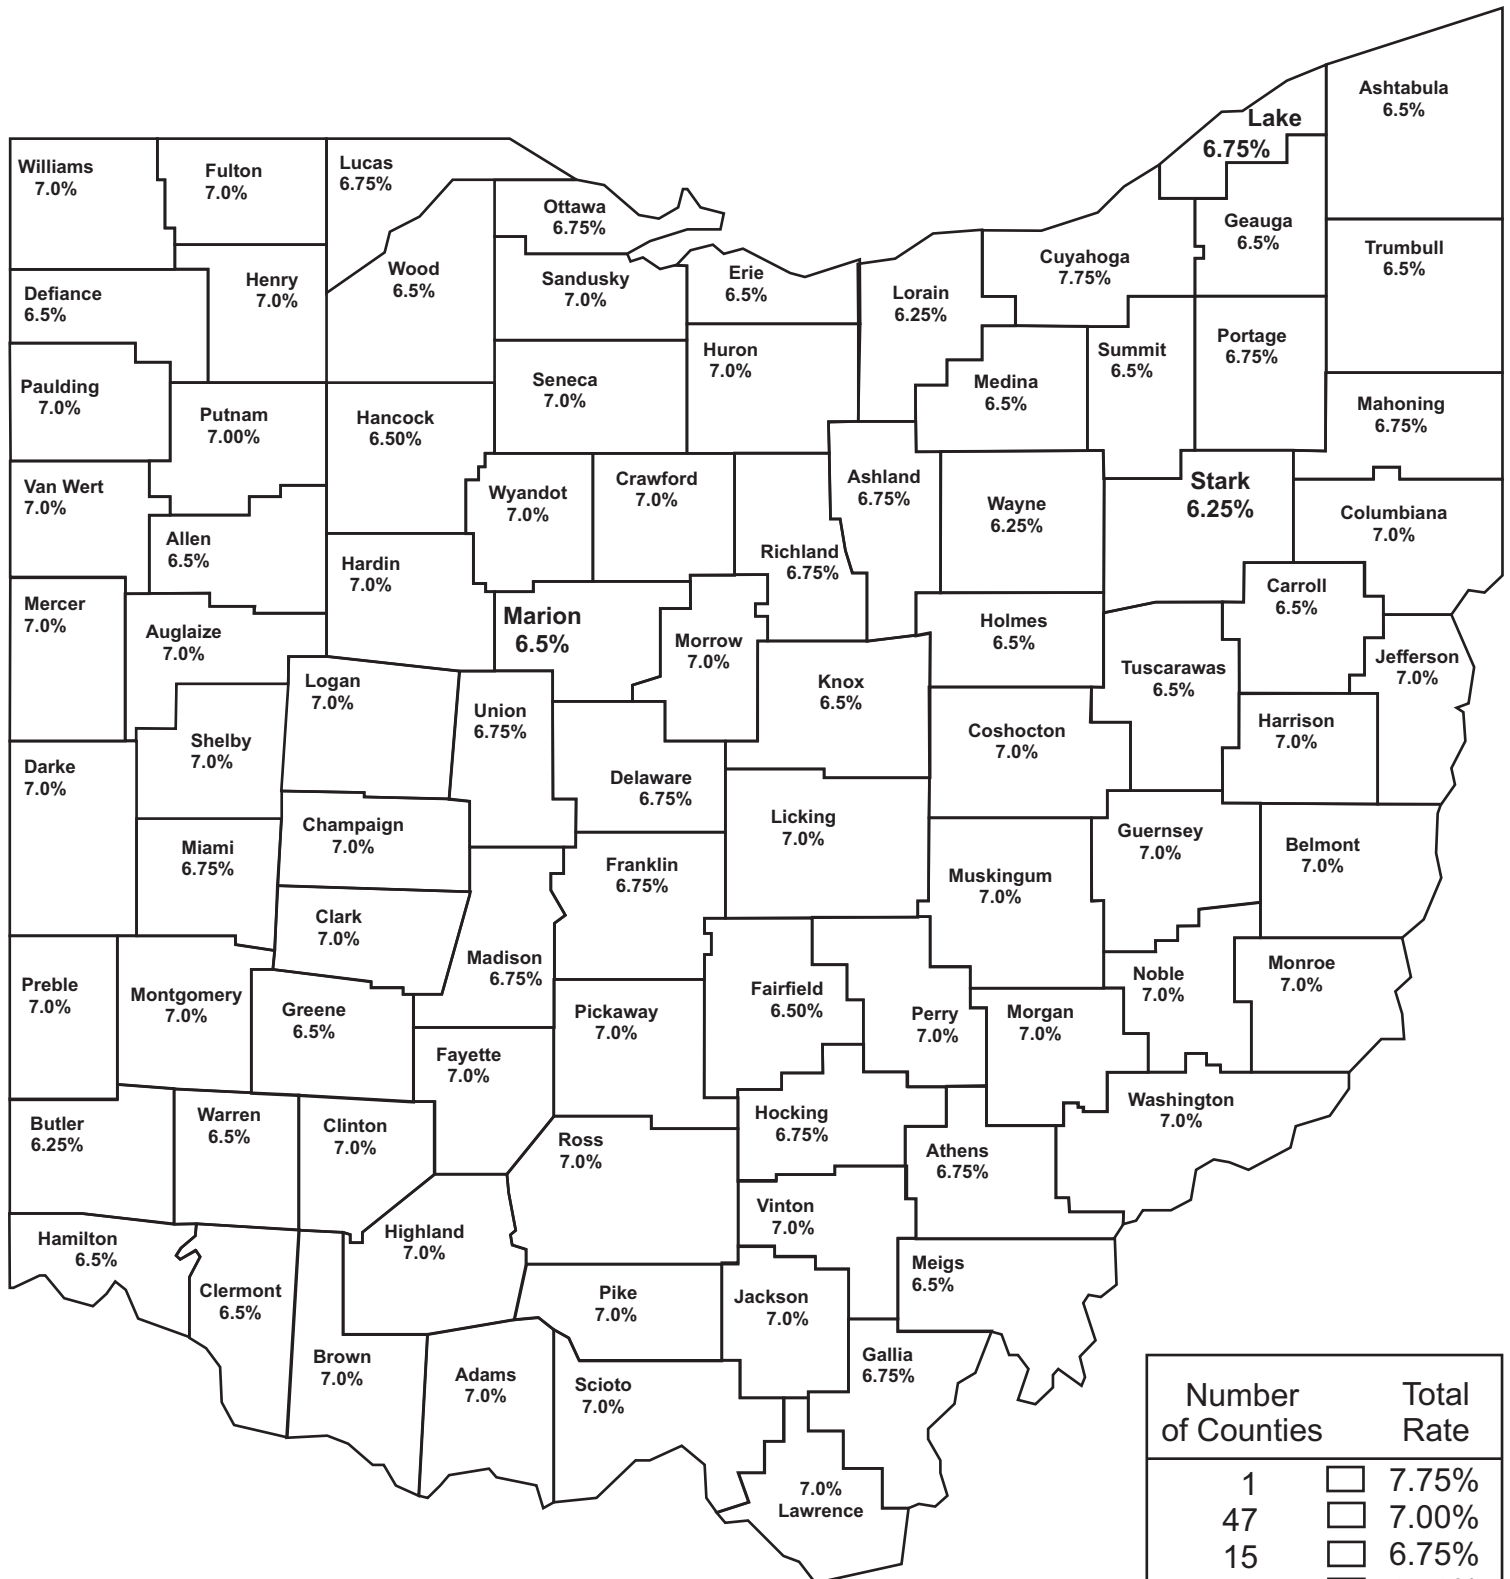 Ashtabula
6.5%
Lake
6.75%
Williams
7.0%
Fulton
7.0%
Lucas
6.75%
Ottawa
6.75%
Geauga
6.5%
Trumbull
6.5%
Cuyahoga
7.75%
Wood
6.5%
Henry
7.0%
Sandusky
7.0%
Erie
6.5%
Defiance
6.5%
Lorain
6.25%
Portage
6.75%
Summit
6.5%
Huron
7.0%
Medina
6.5%
Seneca
7.0%
Paulding
7.0%
Mahoning
6.75%
Putnam
7.00%
Hancock
6.50%
Van Wert
7.0%
Wyandot
7.0%
Crawford
7.0%
Ashland
6.75%
Wayne
6.25%
Stark
6.25%
Columbiana
7.0%
Allen
6.5%
Hardin
7.0%
Richland
6.75%
Carroll
6.5%
Mercer
7.0%
Auglaize
7.0%
Marion
6.5%
Morrow
7.0%
Holmes
6.5%
Tuscarawas
6.5%
Jefferson
7.0%
Logan
7.0%
Knox
6.5%
Union
6.75%
Coshocton
7.0%
Harrison
7.0%
Shelby
7.0%
Darke
7.0%
Delaware
6.75%
Champaign
7.0%
Licking
7.0%
Guernsey
7.0%
Belmont
7.0%
Miami
6.75%
Franklin
6.75%
Muskingum
7.0%
Clark
7.0%
Madison
6.75%
Preble
7.0%
Montgomery
7.0%
Greene
6.5%
Pickaway
7.0%
Fairfield
6.50%
Perry
7.0%
Morgan
7.0%
Noble
7.0%
Monroe
7.0%
Fayette
7.0%
Butler
6.25%
Warren
6.5%
Clinton
7.0%
Ross
7.0%
Hocking
6.75%
Washington
7.0%
Athens
6.75%
Vinton
7.0%
Highland
7.0%
Hamilton
6.5%
Clermont
6.5%
Pike
7.0%
Jackson
7.0%
Meigs
6.5%
Brown
7.0%
Adams
7.0%
Scioto
7.0%
Gallia
6.75%
7.0%
Lawrence
Number Total
of Counties Rate
1 7.75%
47 7.00%
15 6.75%